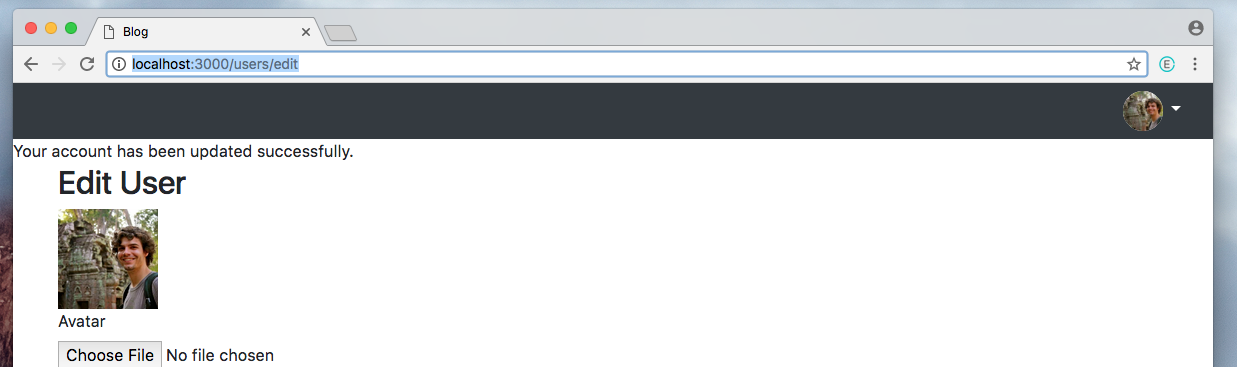 Blog
localhost:3000/users/edit
E
Your account has been updated successfully.
Edit User
Avatar
Choose File No file chosen